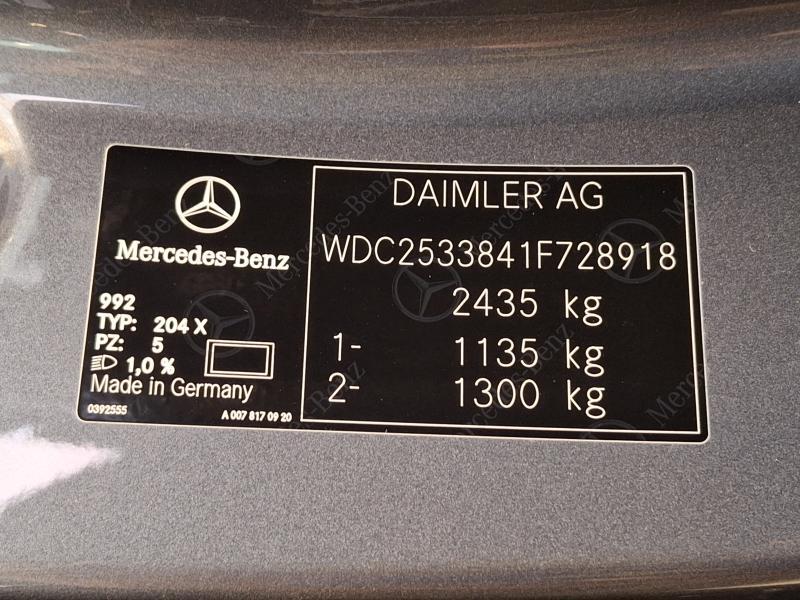 Mercedes-Benz
992
TYP: 204 X
PZ: 5
1,0 %
Made in Germany
0392555
A 007 817 09 20
DAIMLER AG
WDC2533841F728918
2435 kg
1- 1135 kg
2- 1300 kg